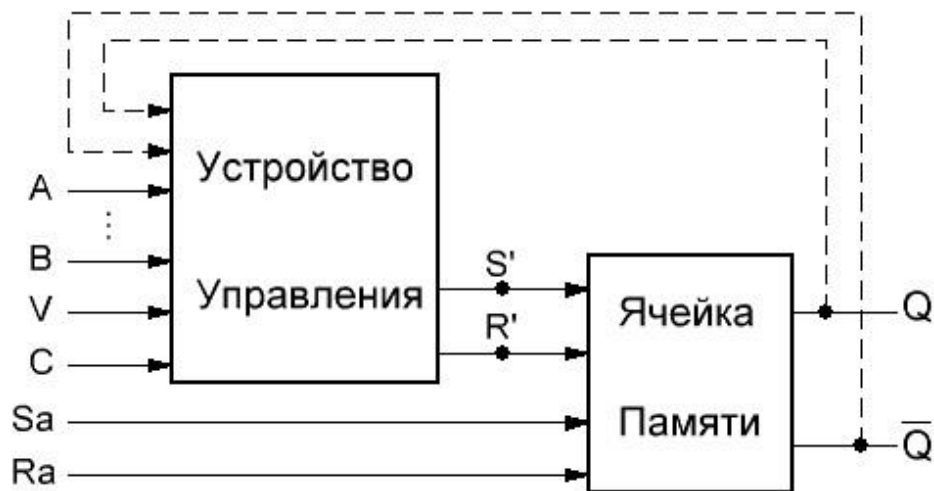 Устройство
Управления
A
B
V
C
Sa
Ra
S'
R'
Ячейка
Памяти
Q
Q̅